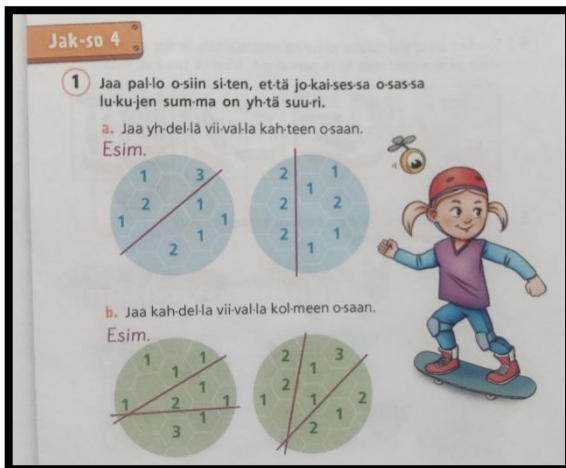 Jak-so 4
1 Jaa pal-lo o-siin si-ten, et-tä jo-kai-ses-sa o-sas-sa
lu-ku-jen sum-ma on yh-tä suu-ri.
a. Jaa yh-del-lä vii-val-la kah-teen o-saan.
Esim.
1 3
2 1
1 1
1
2
2 1
1
2 2
2 1
1
b. Jaa kah-del-la vii-val-la kol-meen o-saan.
Esim.
1 1
1
1
1 2 1
1
3
2 3
1
2
1 1 2
1
2